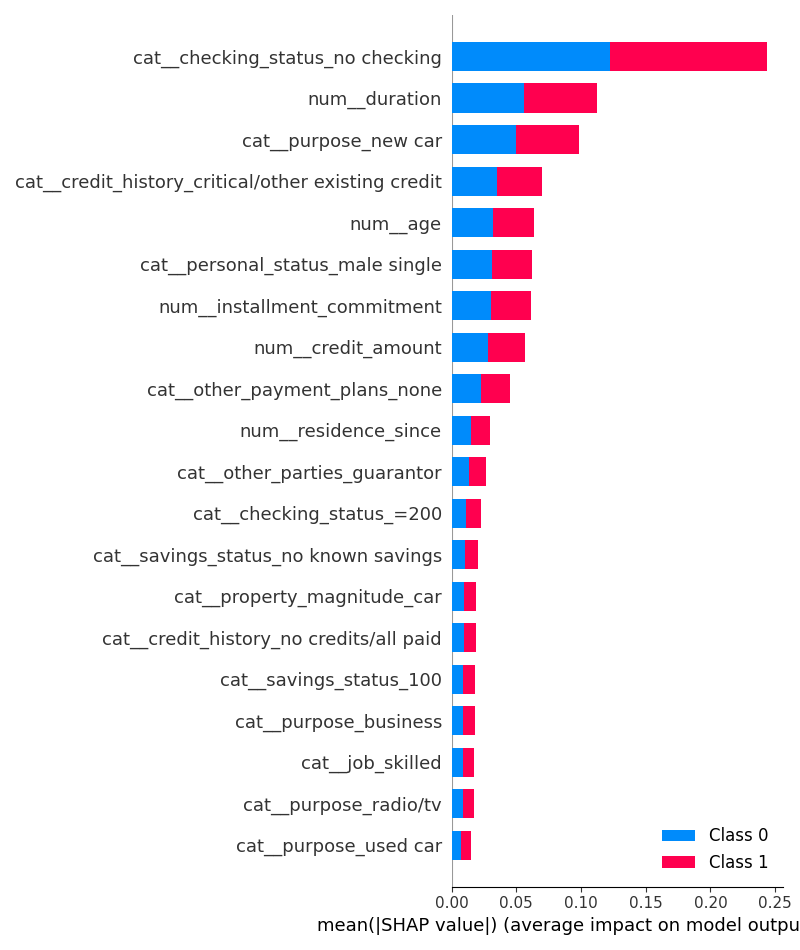 cat__checking_status_no checking
num__duration
cat__purpose_new car
cat__credit_history_critical/other existing credit
num__age
cat__personal_status_male single
num__installment_commitment
num__credit_amount
cat__other_payment_plans_none
num__residence_since
cat__other_parties_guarantor
cat__checking_status_=200
cat__savings_status_no known savings
cat__property_magnitude_car
cat__credit_history_no credits/all paid
cat__savings_status_100
cat__purpose_business
cat__job_skilled
cat__purpose_radio/tv
cat__purpose_used car
Class 0
Class 1
0.00 0.05 0.10 0.15 0.20 0.25
mean(|SHAP value|) (average impact on model outpu